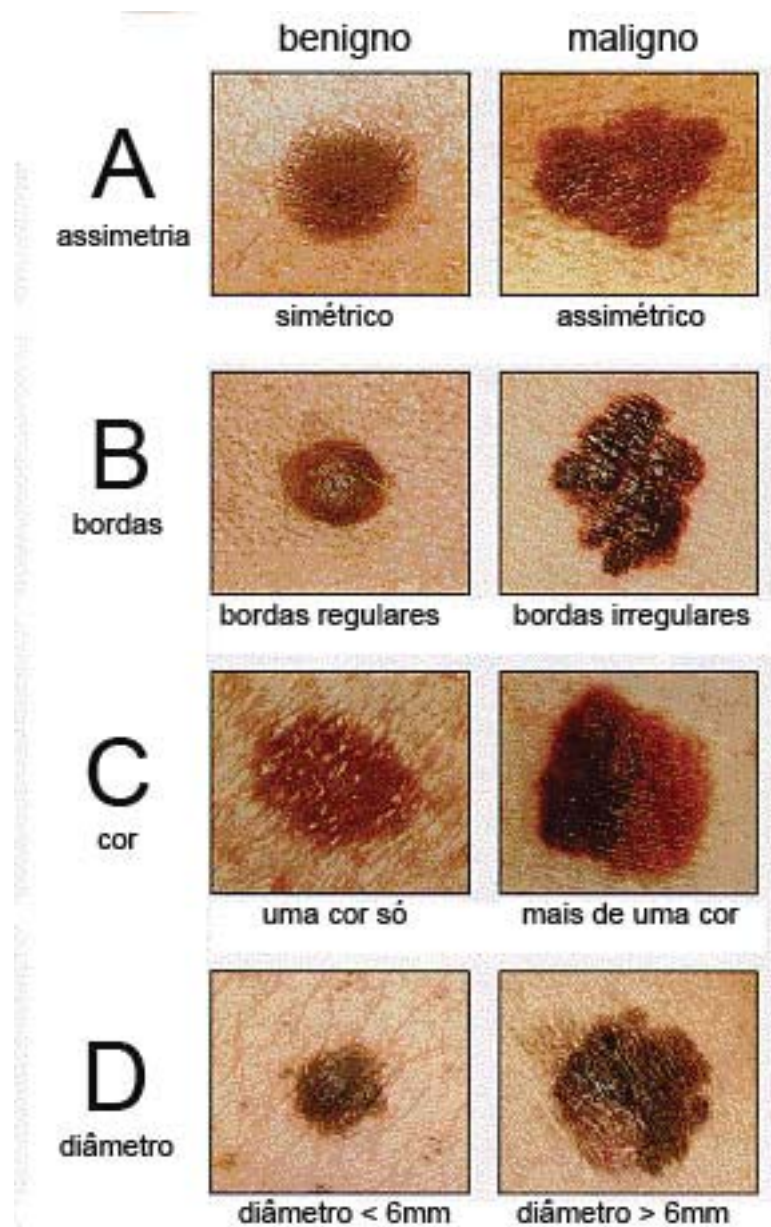 benigno maligno
A
assimetria
simétrico assimétrico
B
bordas
bordas regulares bordas irregulares
C
cor
uma cor só mais de uma cor
D
diâmetro
diâmetro < 6mm diâmetro > 6mm